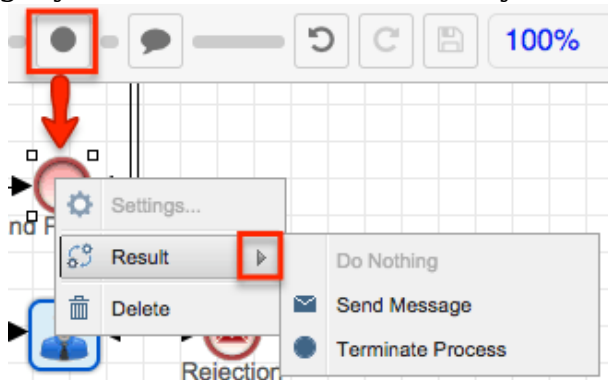 100%
Settings...
nd P
Result
Do Nothing
Delete
Send Message
Terminate Process
Rejection